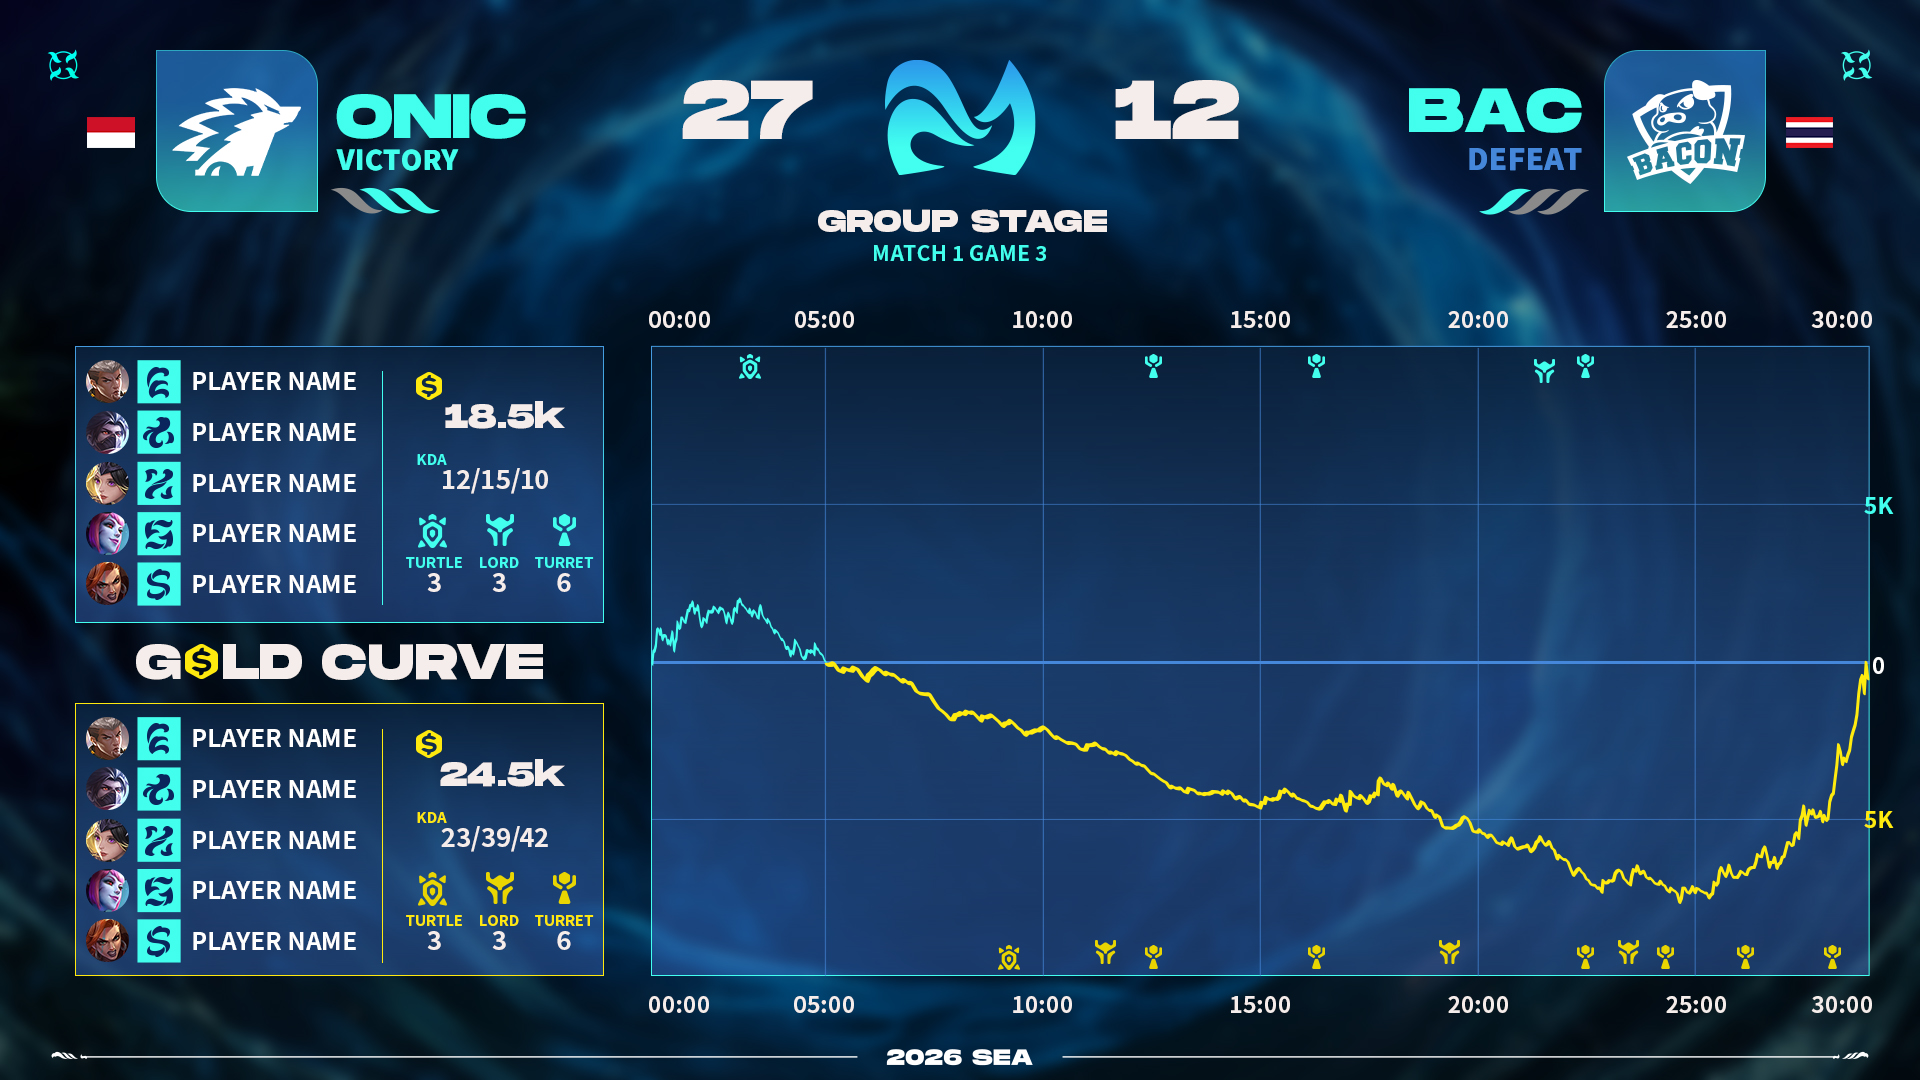 ONIC
VICTORY
27
12
BAC
DEFEAT
BACON
GROUP STAGE
MATCH 1 GAME 3
00:00 05:00 10:00 15:00 20:00 25:00 30:00
PLAYER NAME
PLAYER NAME
PLAYER NAME
PLAYER NAME
PLAYER NAME
18.5k
KDA
12/15/10
TURTLE LORD TURRET
3 3 6
GOLD CURVE
PLAYER NAME
PLAYER NAME
PLAYER NAME
PLAYER NAME
PLAYER NAME
24.5k
KDA
23/39/42
TURTLE LORD TURRET
3 3 6
5K
0
5K
00:00 05:00 10:00 15:00 20:00 25:00 30:00
2026 SEA